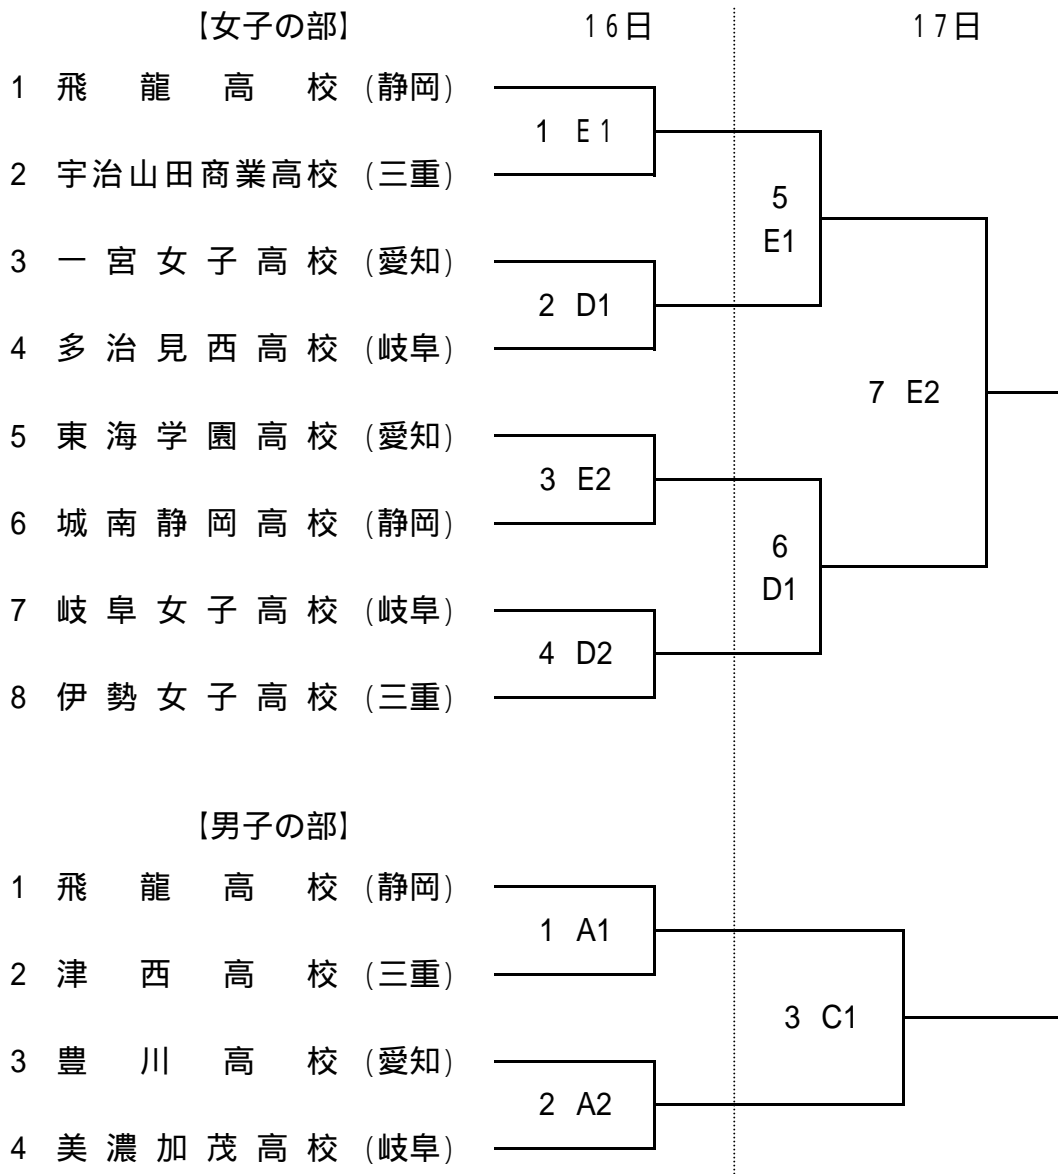 【女子の部】 16日 17日
1 飛龍高校 (静岡)
1 E1
2 宇治山田商業高校 (三重)
5
E1
3 一宮女子高校 (愛知)
2 D1
4 多治見西高校 (岐阜)
7 E2
5 東海学園高校 (愛知)
3 E2
6 城南静岡高校 (静岡)
6
D1
7 岐阜女子高校 (岐阜)
4 D2
8 伊勢女子高校 (三重)
【男子の部】
1 飛龍高校 (静岡)
1 A1
2 津西高校 (三重)
3 C1
3 豊川高校 (愛知)
2 A2
4 美濃加茂高校 (岐阜)